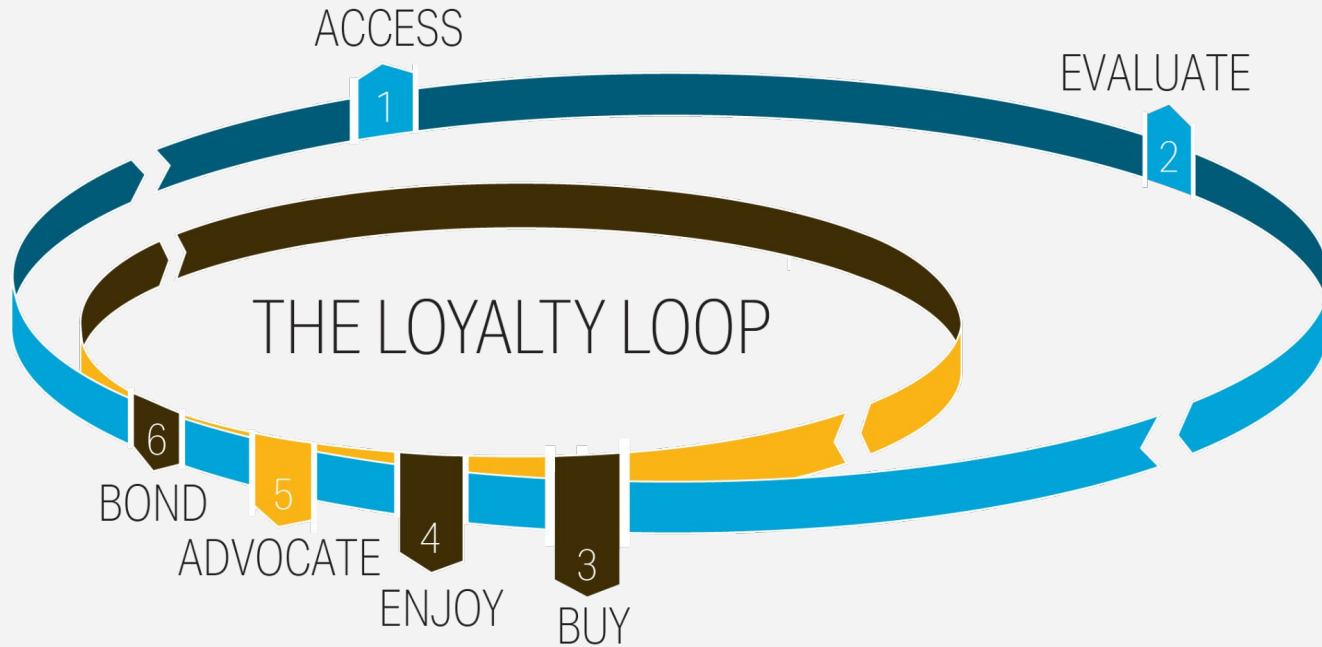 ACCESS
1
EVALUATE
2
THE LOYALTY LOOP
6
BOND
5
ADVOCATE
4
ENJOY
3
BUY